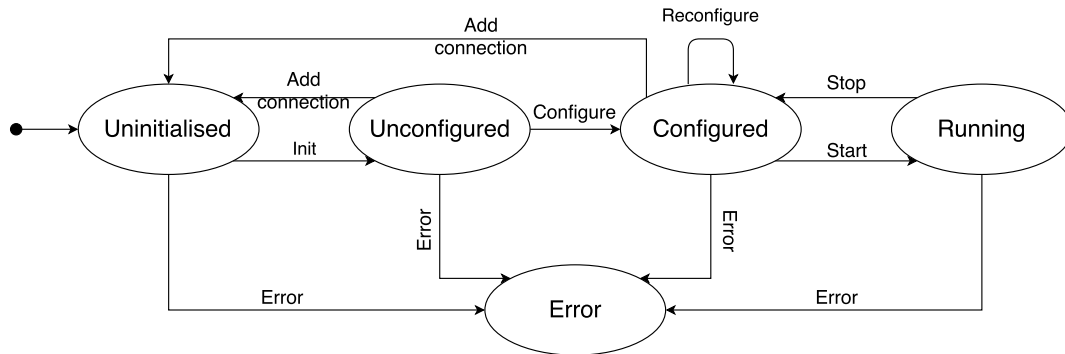 Add
connection
Reconfigure
Add
connection
Stop
Uninitialised
Unconfigured
Configure
Configured
Running
Init
Start
Error
Error
Error
Error
Error